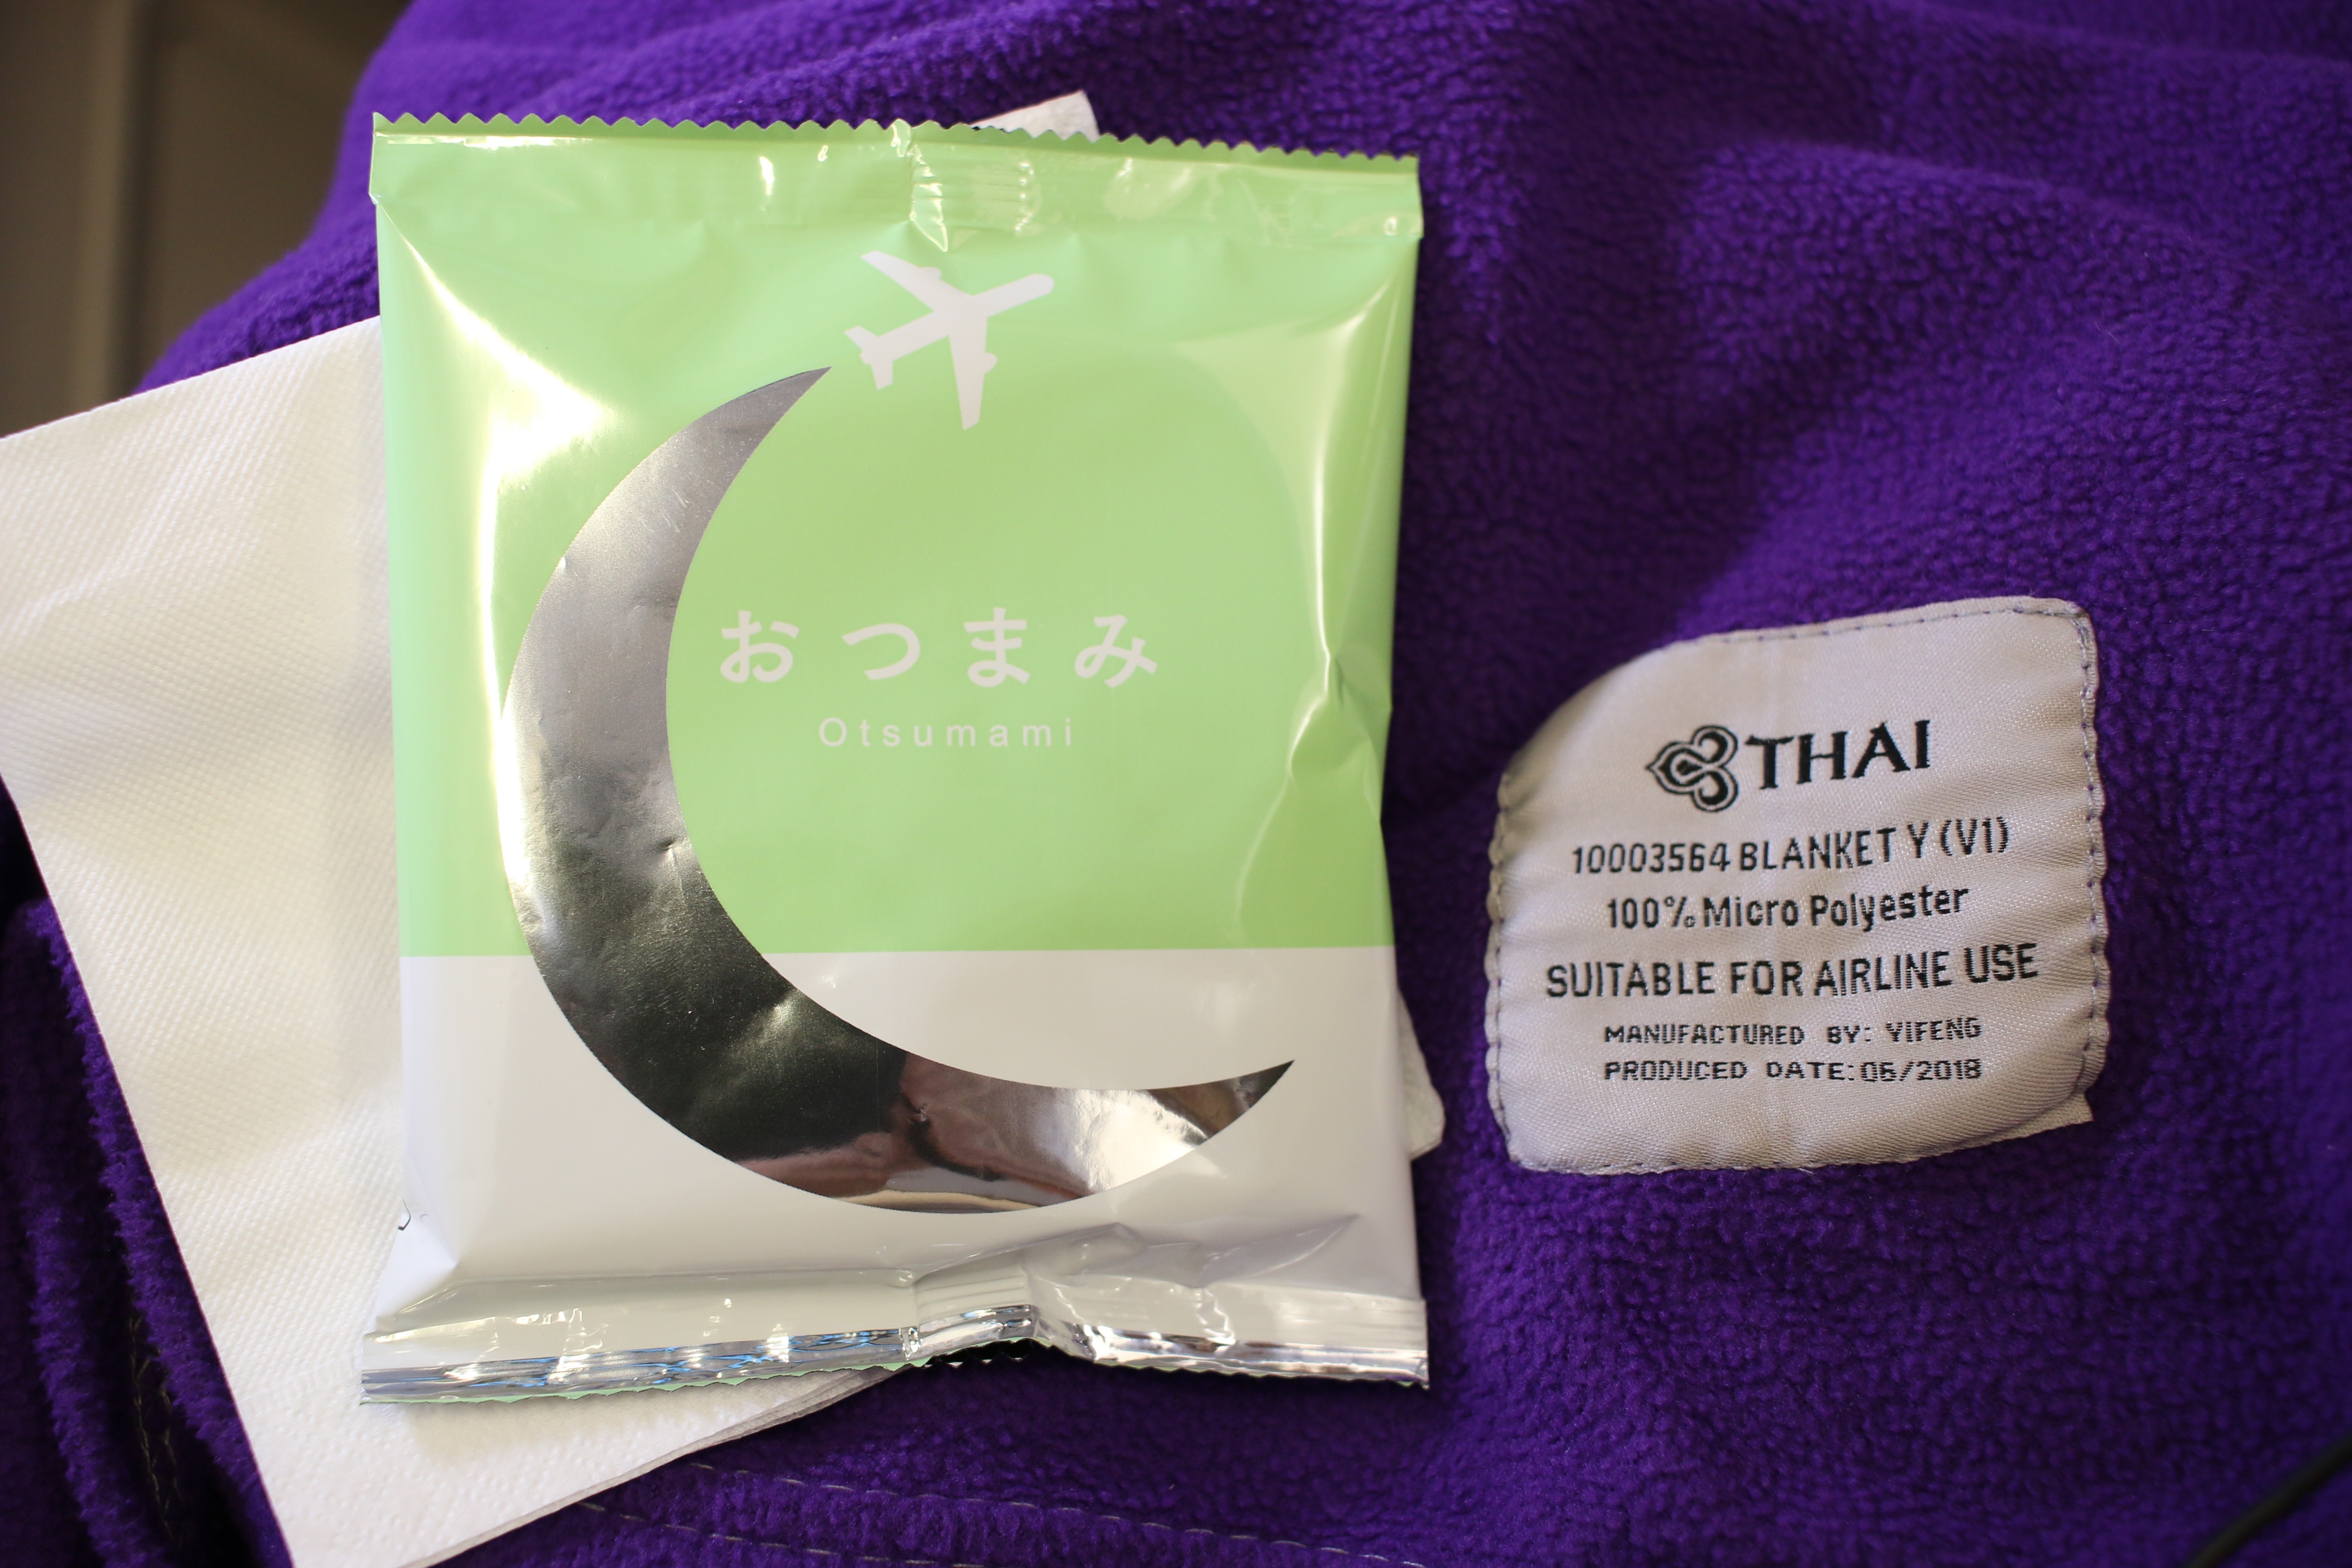 おつまみ
Otsumami
THAI
10003564 BLANKET Y (V1)
100% Micro Polyester
SUITABLE FOR AIRLINE USE
MANUFACTURED BY: YIFENG
PRODUCED DATE:06/2018